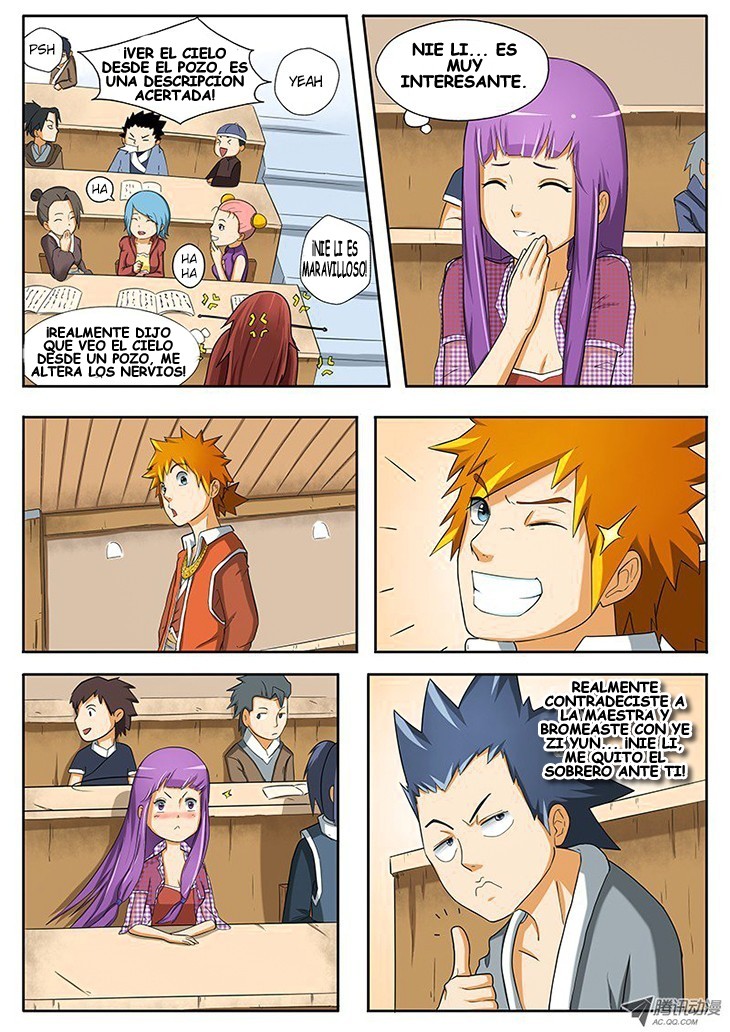 PSH
¡VER EL CIELO
DESDE EL POZO, ES
UNA DESCRIPCION
ACERTADA!
YEAH
HA
HA
HA
¡NIE LI ES
MARAVILLOSO!
¡REALMENTE DIJO
QUE VEO EL CIELO
DESDE UN POZO, ME
ALTERA LOS NERVIOS!
NIE LI... ES
MUY
INTERESANTE.
REALMENTE
CONTRADECISTE A
LA MAESTRA Y
BROMEASTE CON YE
ZI YUN... ¡NIE LI,
ME QUITO EL
SOBRERO ANTE TI!
腾讯动漫
AC.QQ.COM